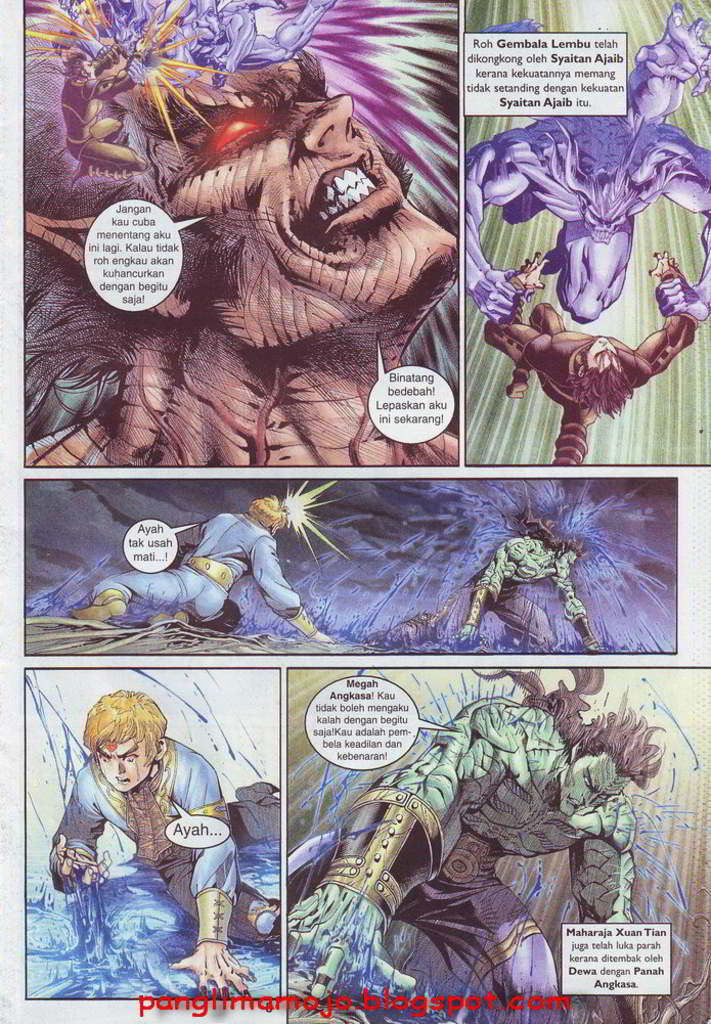 Jangan
kau cuba
menentang aku
ini lagi. Kalau tidak
roh engkau akan
kuhancurkan
dengan begitu
saja!
Binatang
bedebah!
Lepaskan aku
ini sekarang!
Roh Gembala Lembu telah
dikongkong oleh Syaitan Ajaib
kerana kekuatannya memang
tidak setanding dengan kekuatan
Syaitan Ajaib itu.
Ayah
tak usah
mati...!
Ayah...
Megah
Angkasa! Kau
tidak boleh mengaku
kalah dengan begitu
saja!Kau adalah pem-
bela keadilan dan
kebenaran!
Maharaja Xuan Tian
juga telah luka parah
kerana ditembak oleh
Dewa dengan Panah
Angkasa.
panglimamojo.blogspot.com